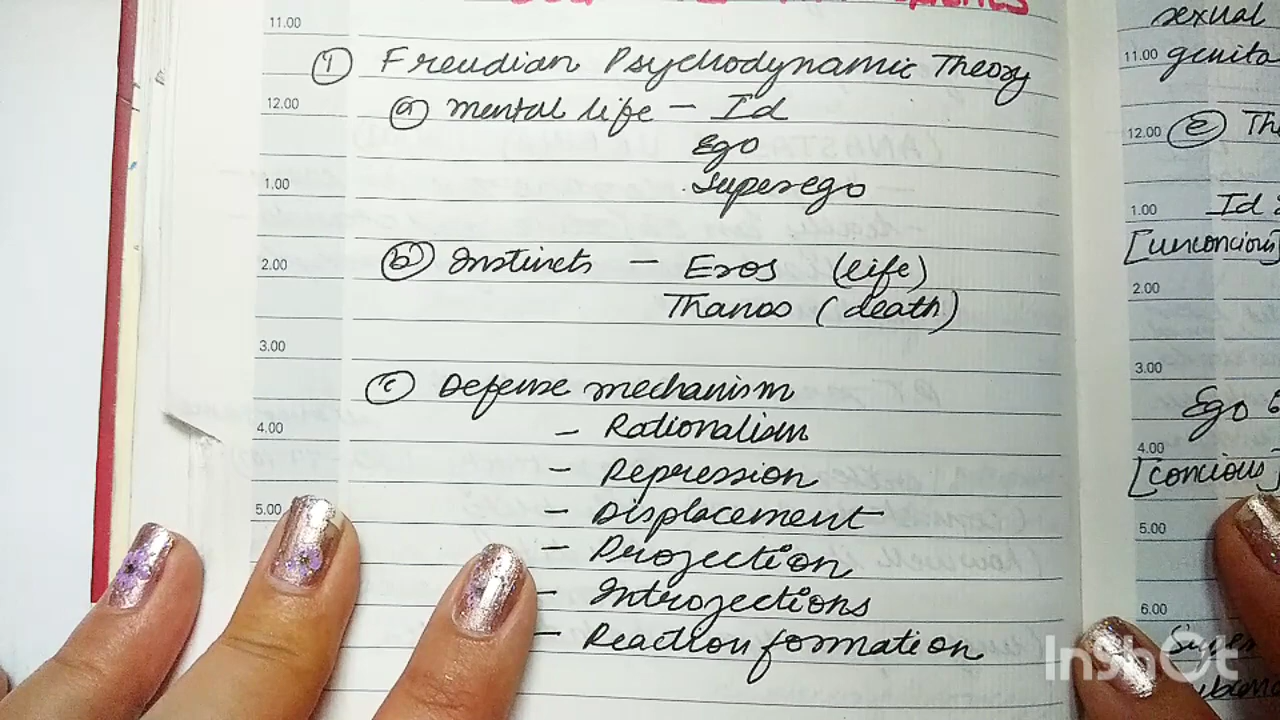 11.00
① Freudian Psychodynamic Theory
12.00
ⓐ mental life – Id
Ego
Superego
1.00
ⓑ Instincts – Eros (life)
2.00
Thanos (death)
3.00
ⓒ Defense mechanism
– Rationalism
4.00
– Repression
– Displacement
5.00
– Projection
– Introjections
– Reaction formation
sexual
11.00
genita
12.00
ⓔ Th
1.00
Id
[unconcious]
2.00
3.00
Ego
4.00
[concious]
5.00
6.00
Super
InShOt